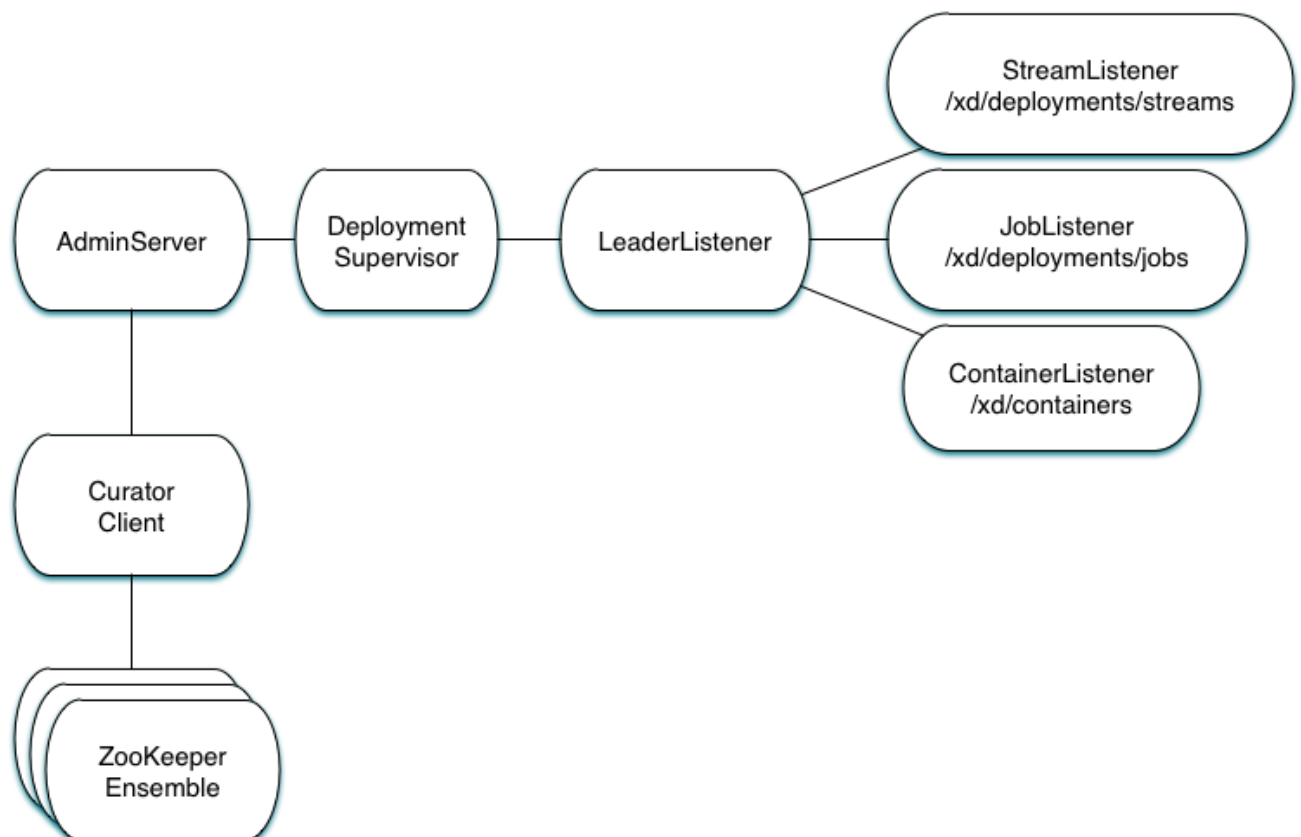 StreamListener
/xd/deployments/streams
AdminServer
Deployment
Supervisor
LeaderListener
JobListener
/xd/deployments/jobs
ContainerListener
/xd/containers
Curator
Client
ZooKeeper
Ensemble